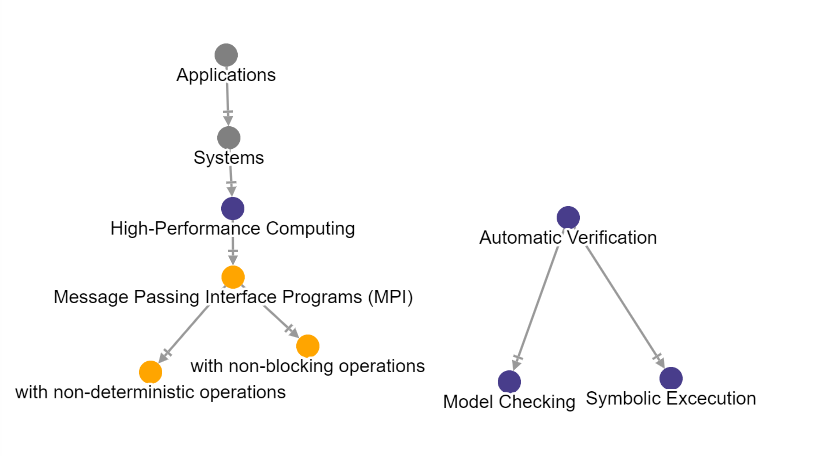 Applications
Systems
High-Performance Computing
Message Passing Interface Programs (MPI)
with non-blocking operations
with non-deterministic operations
Automatic Verification
Model Checking
Symbolic Excecution